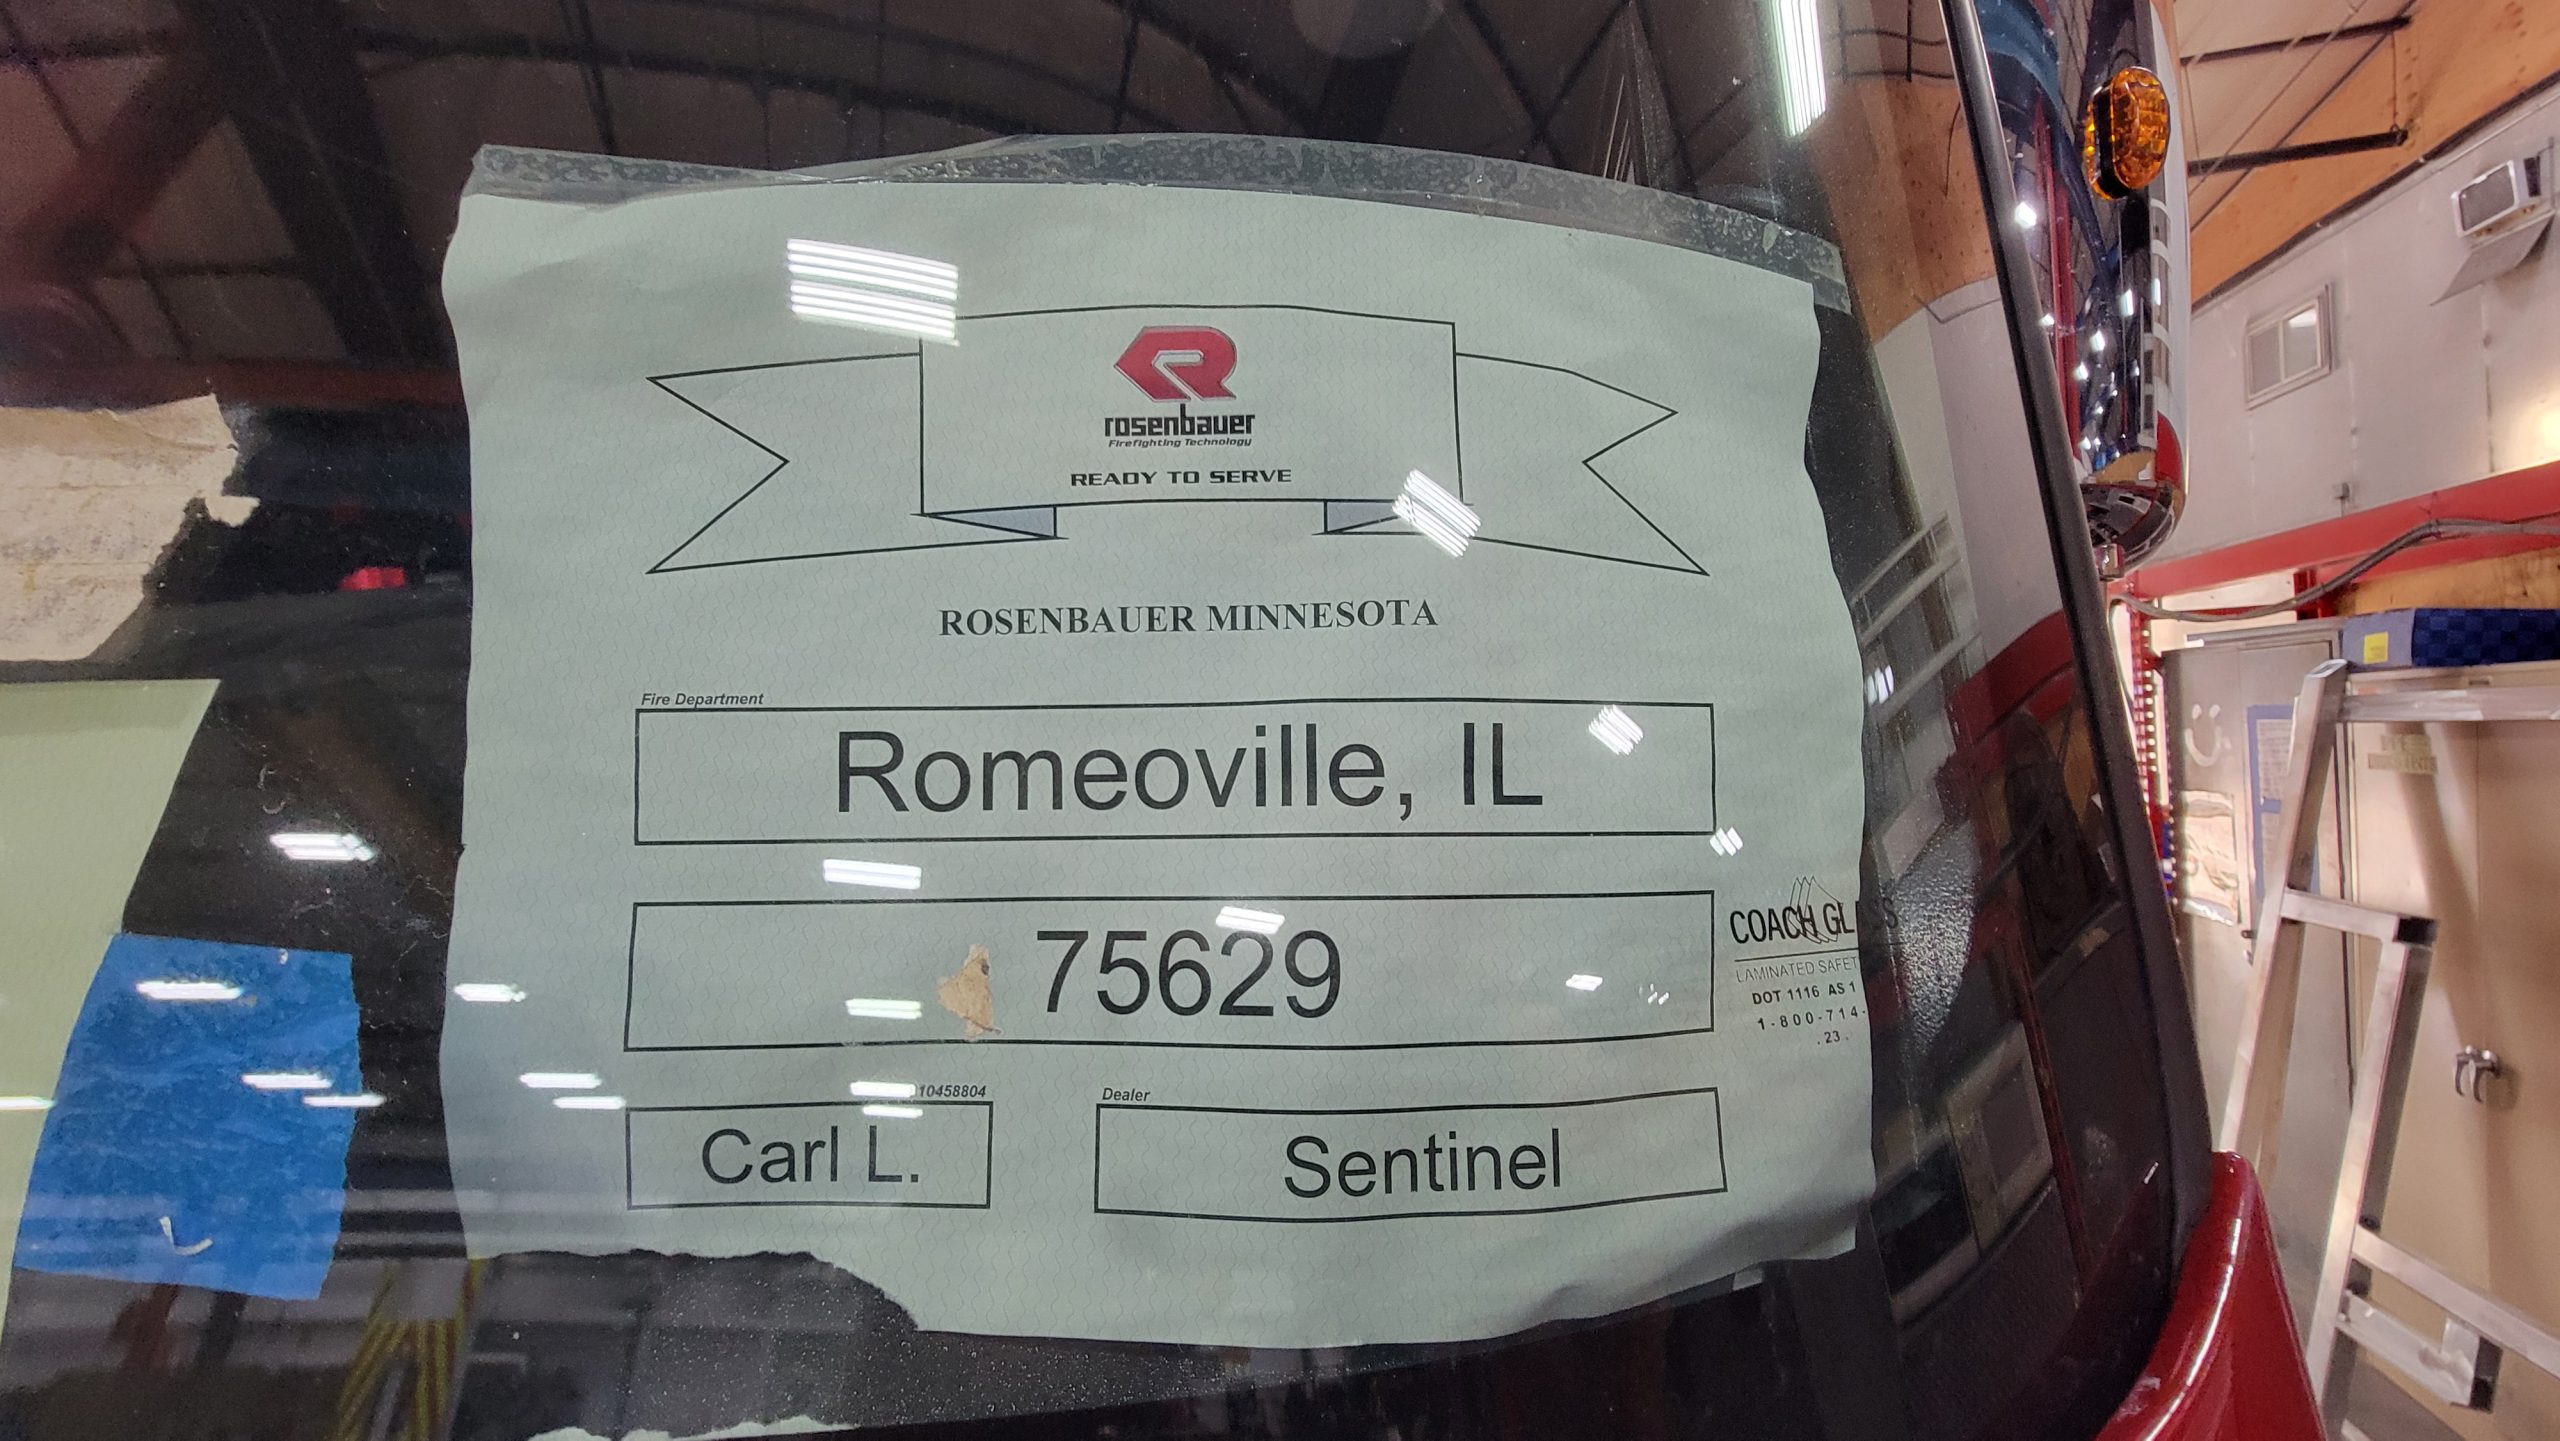 rosenbauer
Firefighting Technology
READY TO SERVE
ROSENBAUER MINNESOTA
Fire Department
Romeoville, IL
75629
10458804
Carl L.
Dealer
Sentinel
COACH GL S
LAMINATED SAFET
DOT 1116 AS 1
1-800-714-
.23.